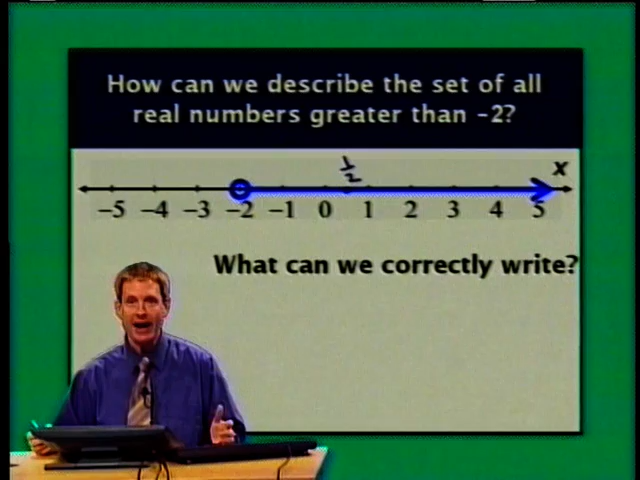 How can we describe the set of all
real numbers greater than -2?
1/2
x
-5 -4 -3 -2 -1 0 1 2 3 4 5
What can we correctly write?